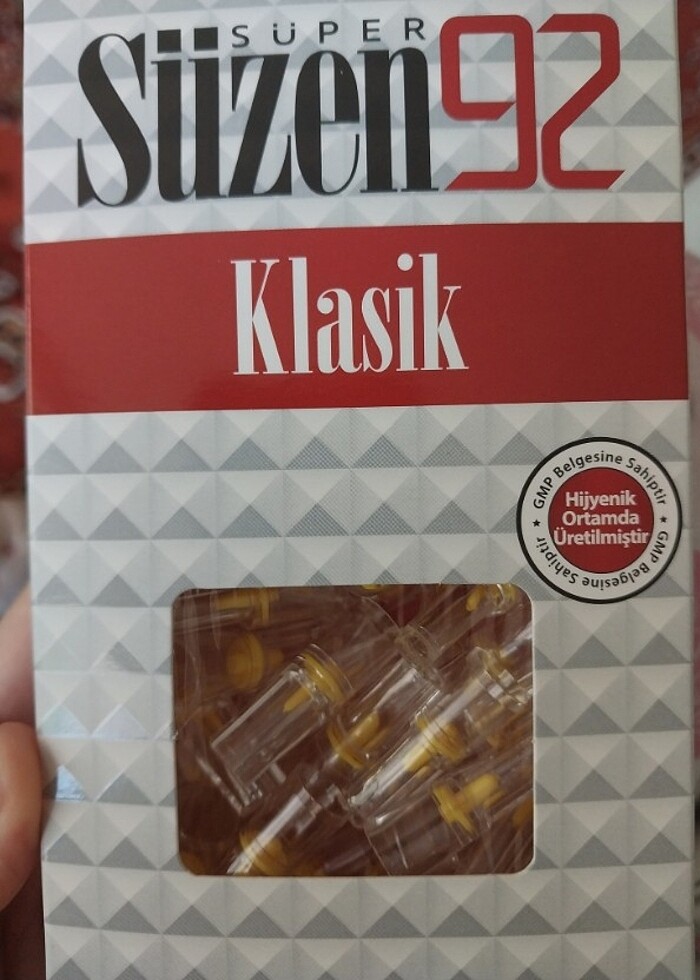 SÜPER
Süzen92
Klasik
GMP Belgesine Sahiptir
Hijyenik
Ortamda
Üretilmiştir
★ GMP Belgesine Sahiptir ★